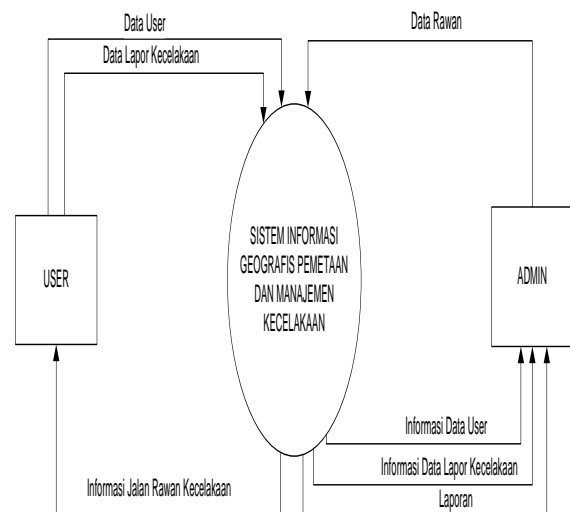 Data User
Data Rawan
Data Lapor Kecelakaan
SISTEM INFORMASI
GEOGRAFIS PEMETAAN
DAN MANAJEMEN
KECELAKAAN
USER
ADMIN
Informasi Data User
Informasi Data Lapor Kecelakaan
Informasi Jalan Rawan Kecelakaan
Laporan